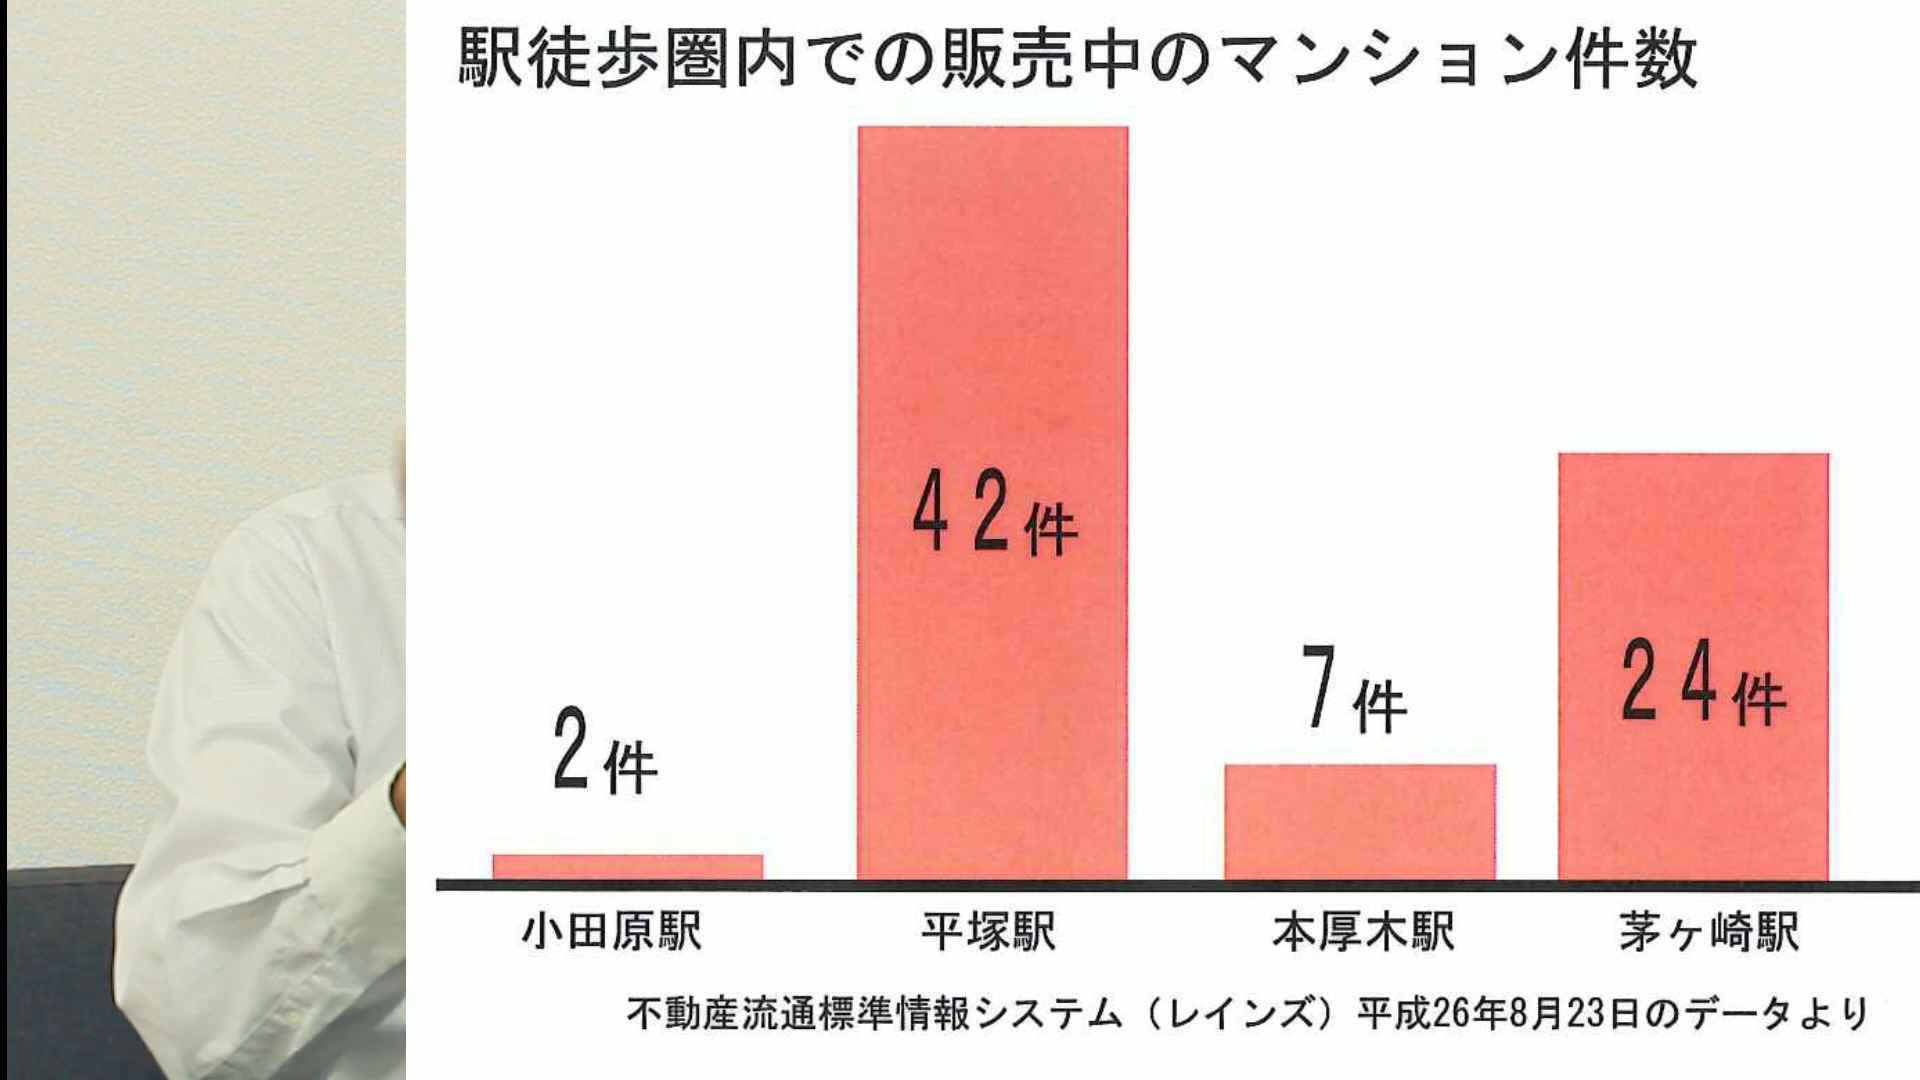 駅徒歩圏内での販売中のマンション件数
2件
42件
7件
24件
小田原駅 平塚駅 本厚木駅 茅ヶ崎駅
不動産流通標準情報システム（レインズ）平成26年8月23日のデータより